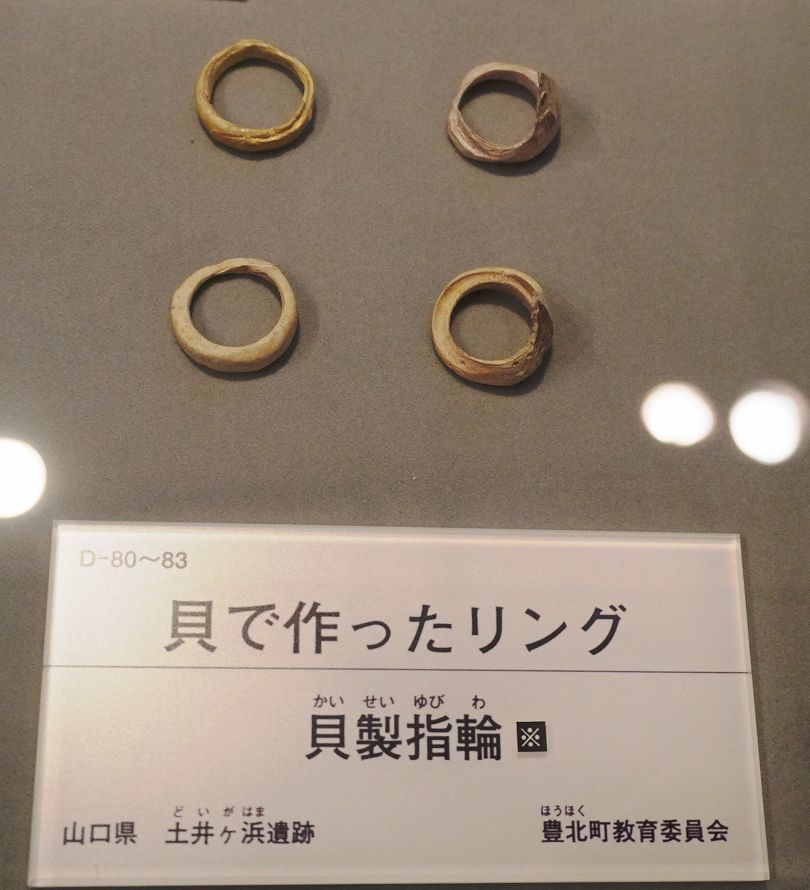 D-80〜83
貝で作ったリング
かい せい ゆび わ
貝製指輪※
ど い が はま
山口県 土井ヶ浜遺跡
ほうほく
豊北町教育委員会